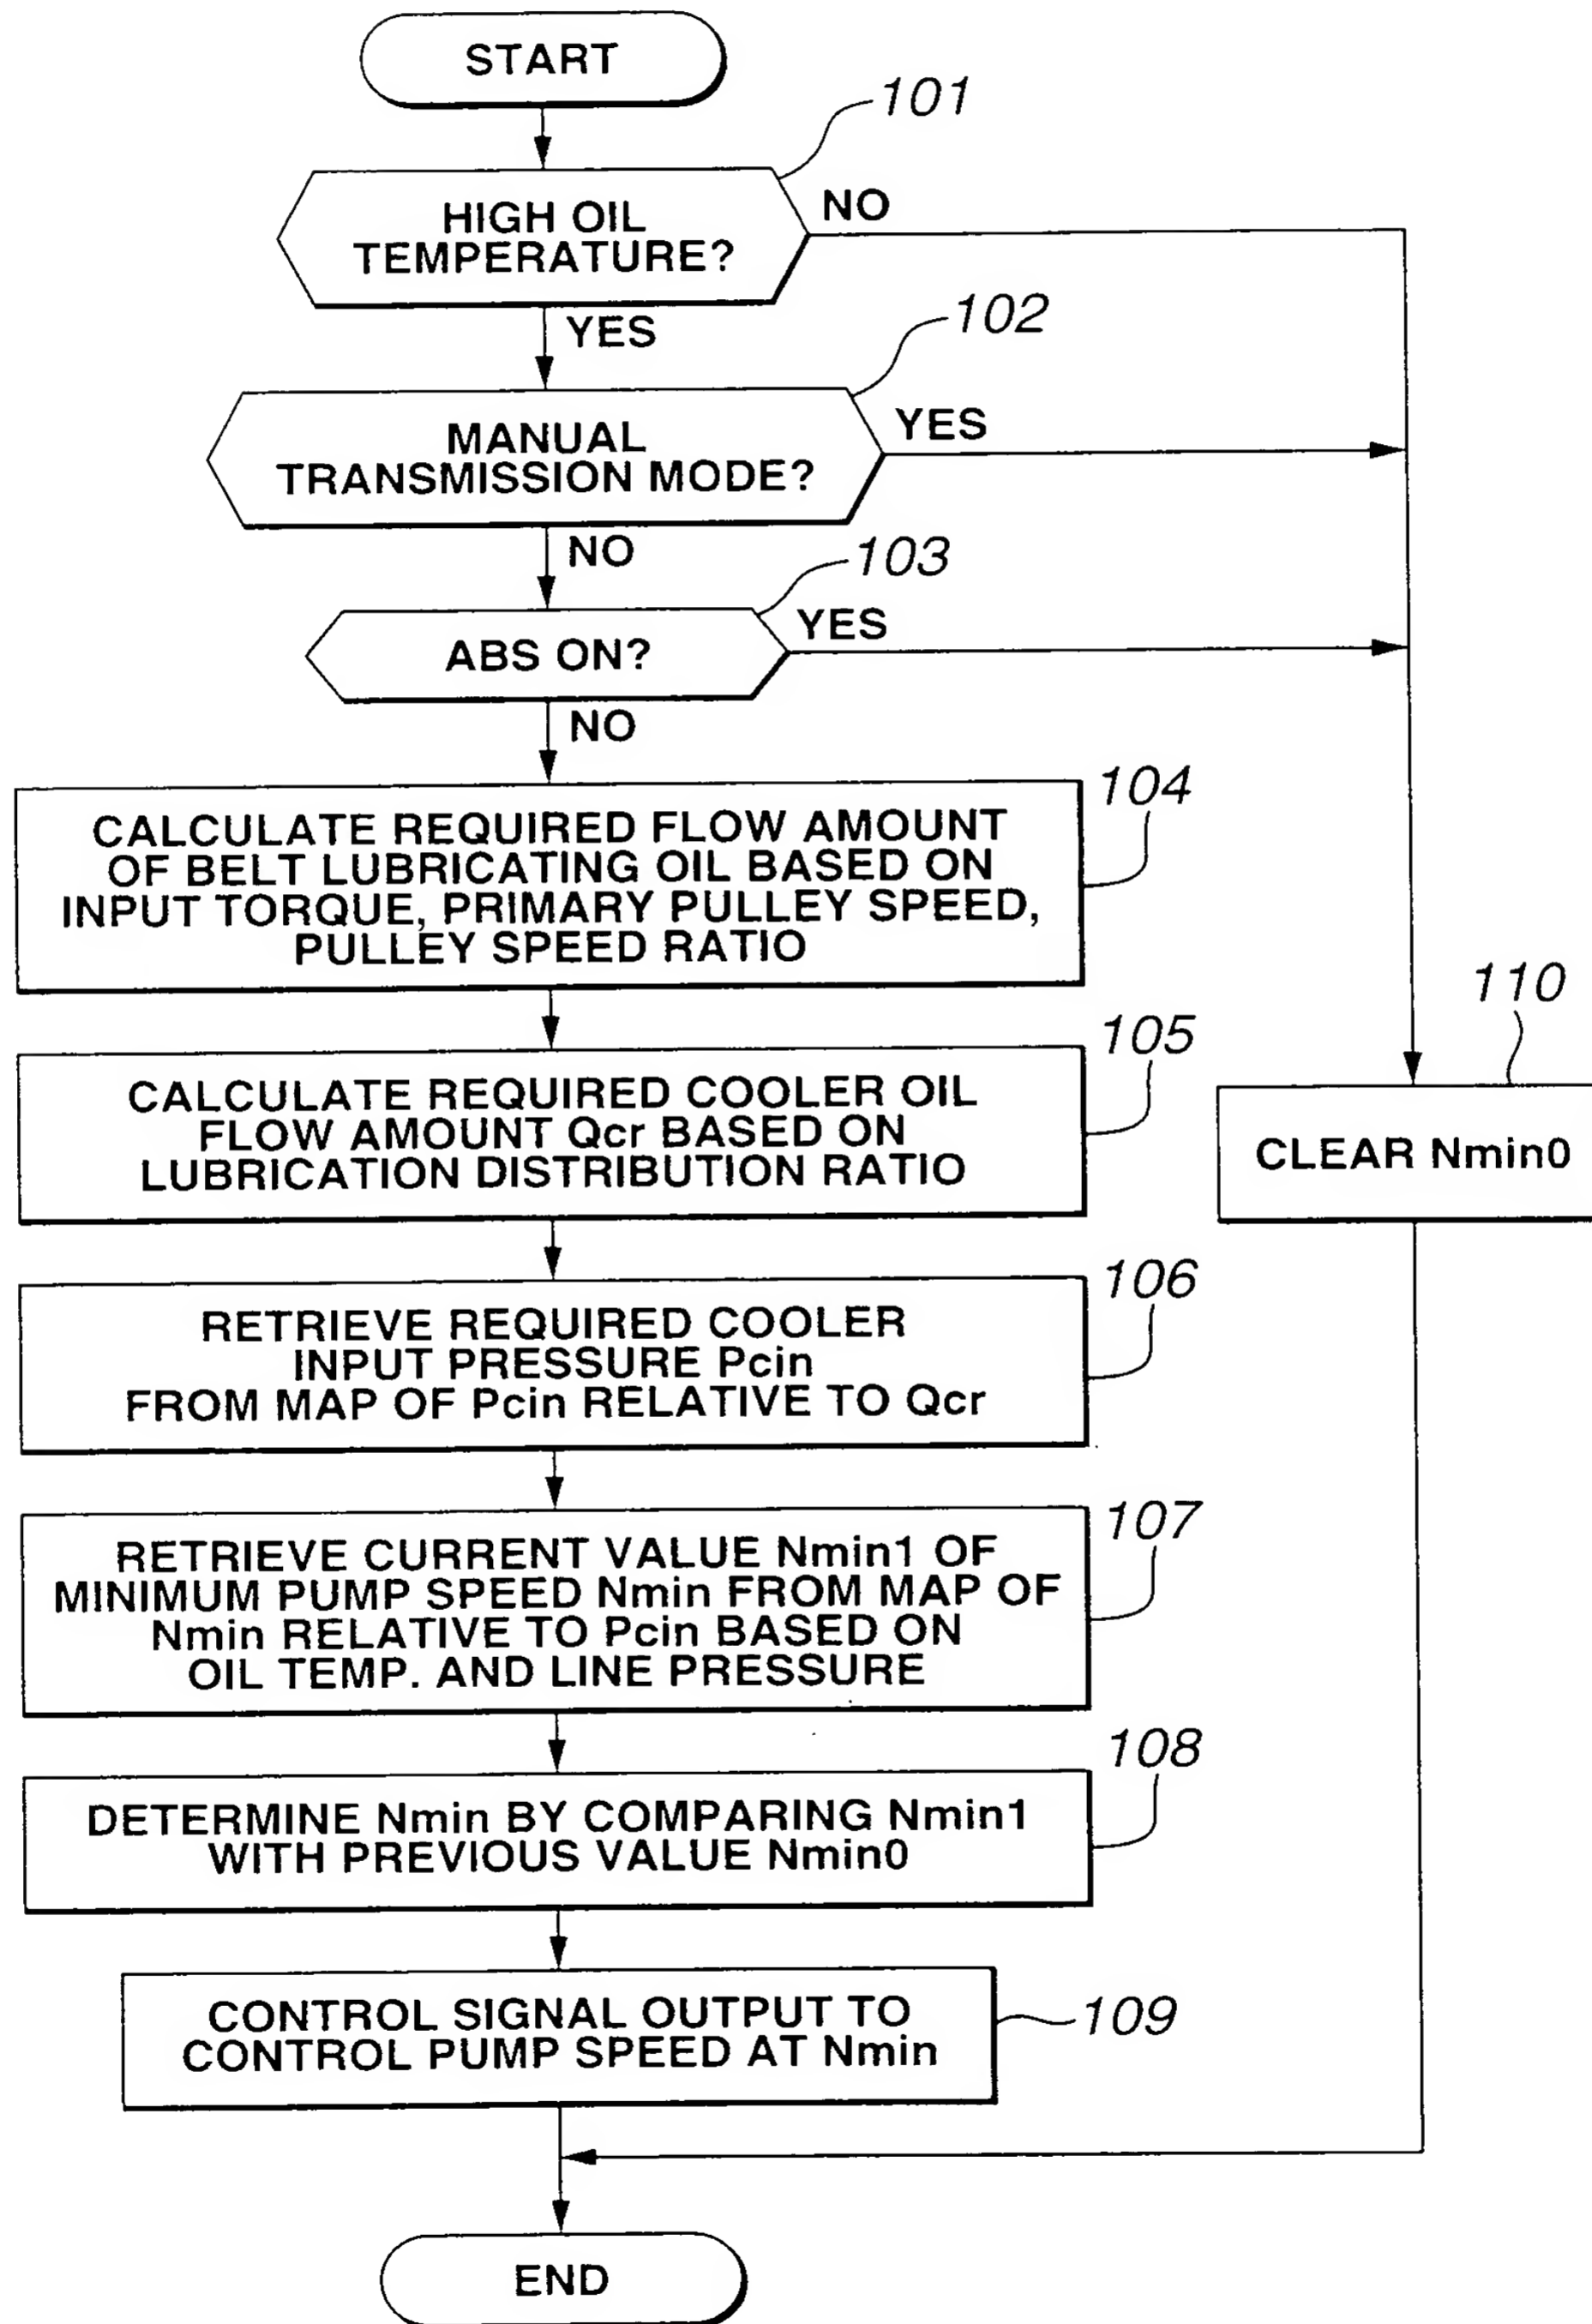 START
101
HIGH OIL
TEMPERATURE?
NO
YES
102
MANUAL
TRANSMISSION MODE?
YES
NO
103
ABS ON?
YES
NO
104
CALCULATE REQUIRED FLOW AMOUNT
OF BELT LUBRICATING OIL BASED ON
INPUT TORQUE, PRIMARY PULLEY SPEED,
PULLEY SPEED RATIO
105
CALCULATE REQUIRED COOLER OIL
FLOW AMOUNT Qcr BASED ON
LUBRICATION DISTRIBUTION RATIO
110
CLEAR Nmin0
106
RETRIEVE REQUIRED COOLER
INPUT PRESSURE Pcin
FROM MAP OF Pcin RELATIVE TO Qcr
107
RETRIEVE CURRENT VALUE Nmin1 OF
MINIMUM PUMP SPEED Nmin FROM MAP OF
Nmin RELATIVE TO Pcin BASED ON
OIL TEMP. AND LINE PRESSURE
108
DETERMINE Nmin BY COMPARING Nmin1
WITH PREVIOUS VALUE Nmin0
109
CONTROL SIGNAL OUTPUT TO
CONTROL PUMP SPEED AT Nmin
END